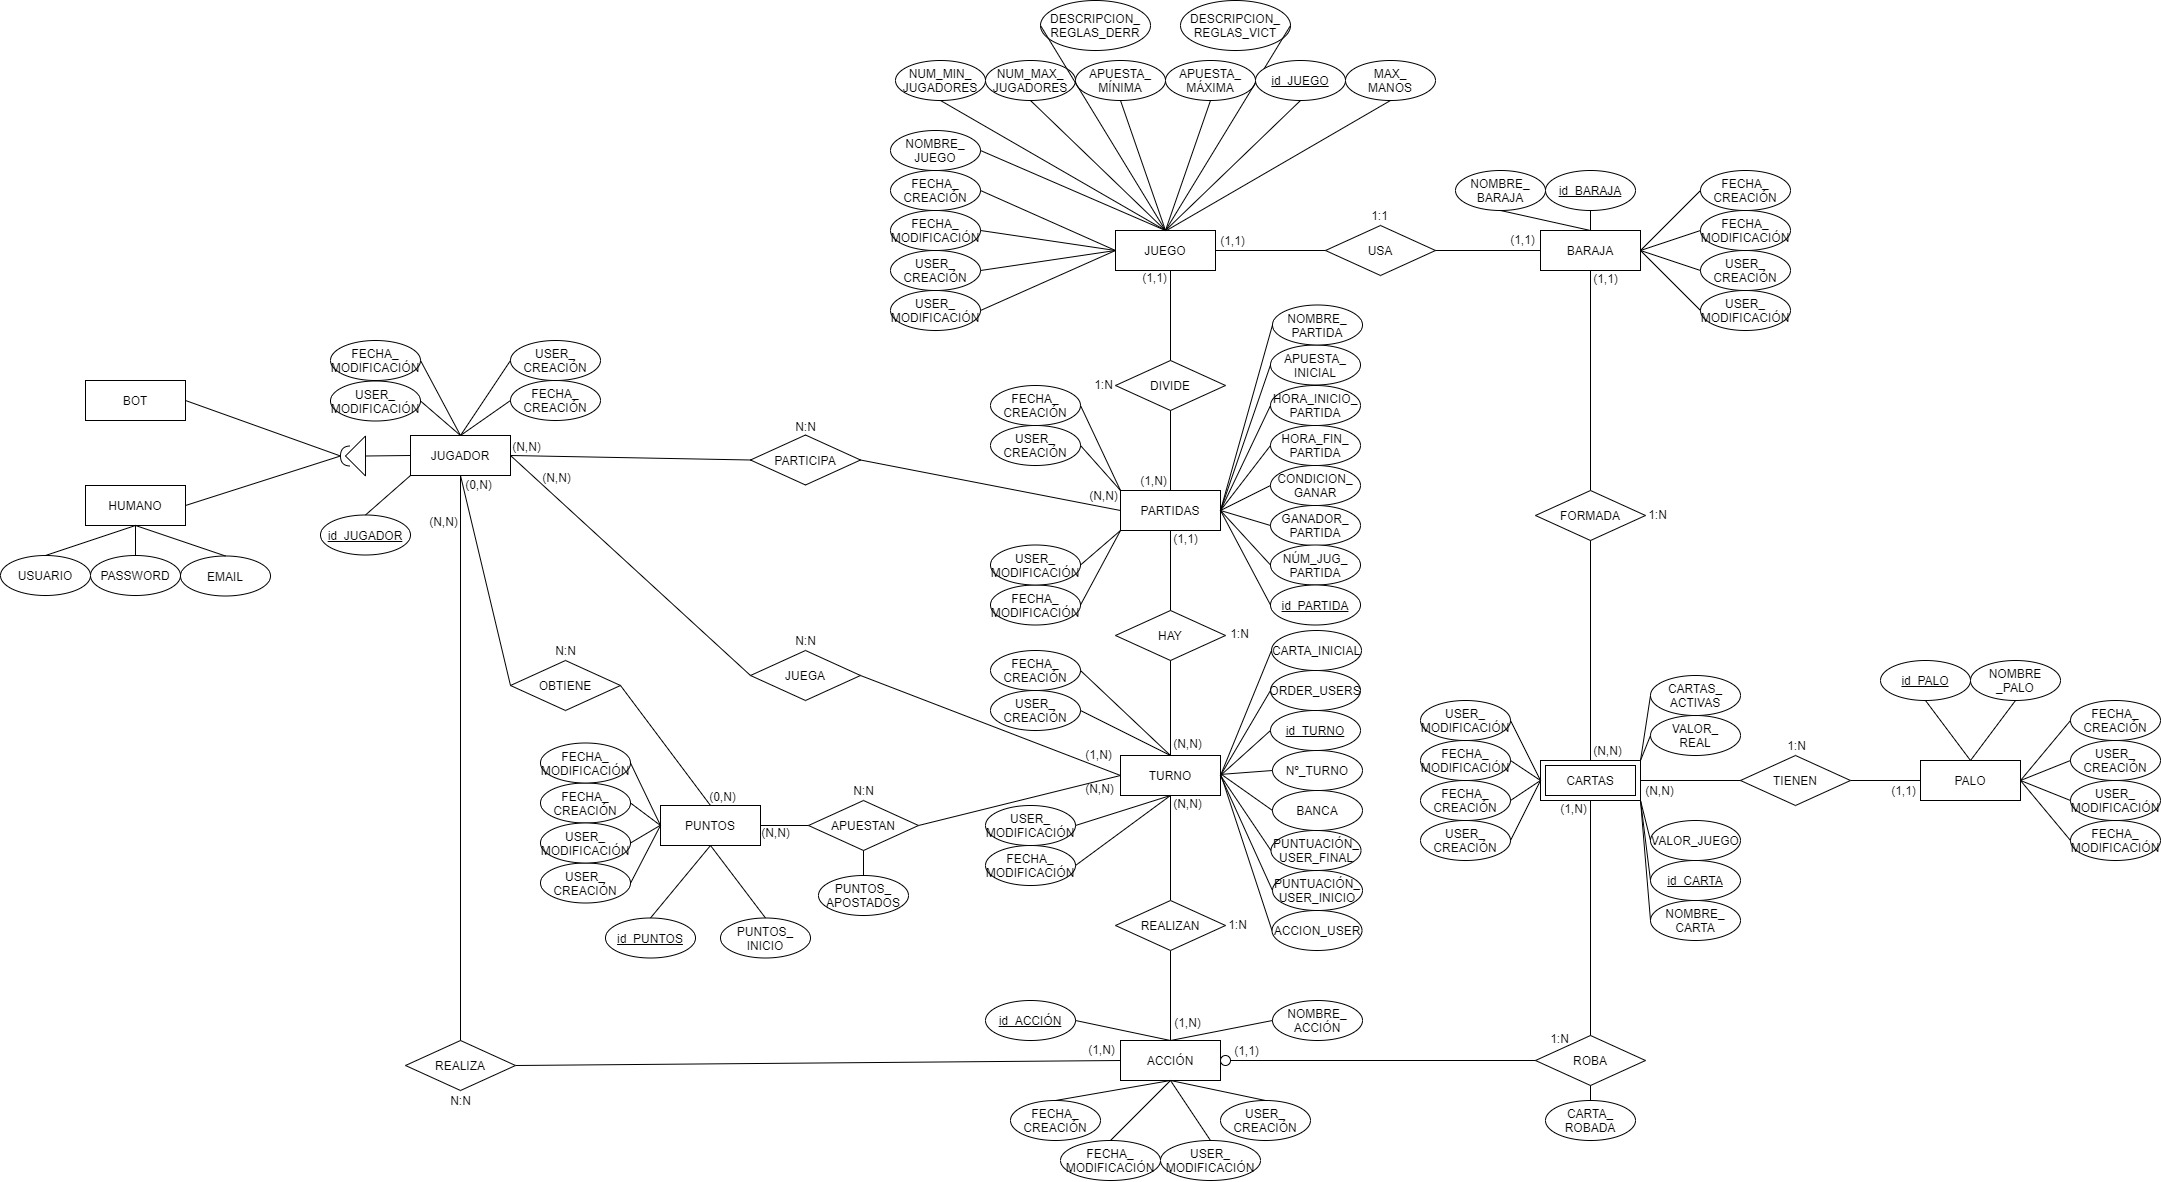 DESCRIPCION_
REGLAS_DERR
DESCRIPCION_
REGLAS_VICT
NUM_MIN_
JUGADORES
NUM_MAX_
JUGADORES
APUESTA_
MÍNIMA
APUESTA_
MÁXIMA
id_JUEGO
MAX_
MANOS
NOMBRE_
JUEGO
FECHA_
CREACIÓN
FECHA_
MODIFICACIÓN
USER_
CREACIÓN
USER_
MODIFICACIÓN
JUEGO
(1,1)
(1,1)
1:1
USA
(1,1)
BARAJA
(1,1)
NOMBRE_
BARAJA
id_BARAJA
FECHA_
CREACIÓN
FECHA_
MODIFICACIÓN
USER_
CREACIÓN
USER_
MODIFICACIÓN
BOT
HUMANO
USUARIO
PASSWORD
EMAIL
FECHA_
MODIFICACIÓN
USER_
MODIFICACIÓN
USER_
CREACIÓN
FECHA_
CREACIÓN
JUGADOR
id_JUGADOR
(N,N)
(N,N)
(0,N)
(N,N)
N:N
PARTICIPA
1:N
DIVIDE
FECHA_
CREACIÓN
USER_
CREACIÓN
(1,N)
(N,N)
PARTIDAS
(1,1)
USER_
MODIFICACIÓN
FECHA_
MODIFICACIÓN
NOMBRE_
PARTIDA
APUESTA_
INICIAL
HORA_INICIO_
PARTIDA
HORA_FIN_
PARTIDA
CONDICION_
GANAR
GANADOR_
PARTIDA
NÚM_JUG_
PARTIDA
id_PARTIDA
FORMADA
1:N
HAY
1:N
N:N
JUEGA
N:N
OBTIENE
FECHA_
CREACIÓN
USER_
CREACIÓN
(N,N)
(1,N)
TURNO
(N,N)
(N,N)
USER_
MODIFICACIÓN
FECHA_
MODIFICACIÓN
CARTA_INICIAL
ORDER_USERS
id_TURNO
Nº_TURNO
BANCA
PUNTUACIÓN_
USER_FINAL
PUNTUACIÓN_
USER_INICIO
ACCION_USER
FECHA_
MODIFICACIÓN
FECHA_
CREACIÓN
USER_
MODIFICACIÓN
USER_
CREACIÓN
(0,N)
PUNTOS
(N,N)
id_PUNTOS
PUNTOS_
INICIO
N:N
APUESTAN
PUNTOS_
APOSTADOS
USER_
MODIFICACIÓN
FECHA_
MODIFICACIÓN
FECHA_
CREACIÓN
USER_
CREACIÓN
(N,N)
CARTAS
(N,N)
(1,N)
CARTAS_
ACTIVAS
VALOR_
REAL
VALOR_JUEGO
id_CARTA
NOMBRE_
CARTA
1:N
TIENEN
(1,1)
PALO
id_PALO
NOMBRE
_PALO
FECHA_
CREACIÓN
USER_
CREACIÓN
USER_
MODIFICACIÓN
FECHA_
MODIFICACIÓN
REALIZAN
1:N
id_ACCIÓN
NOMBRE_
ACCIÓN
(1,N)
(1,N)
ACCIÓN
(1,1)
FECHA_
CREACIÓN
FECHA_
MODIFICACIÓN
USER_
MODIFICACIÓN
USER_
CREACIÓN
REALIZA
N:N
1:N
ROBA
CARTA_
ROBADA